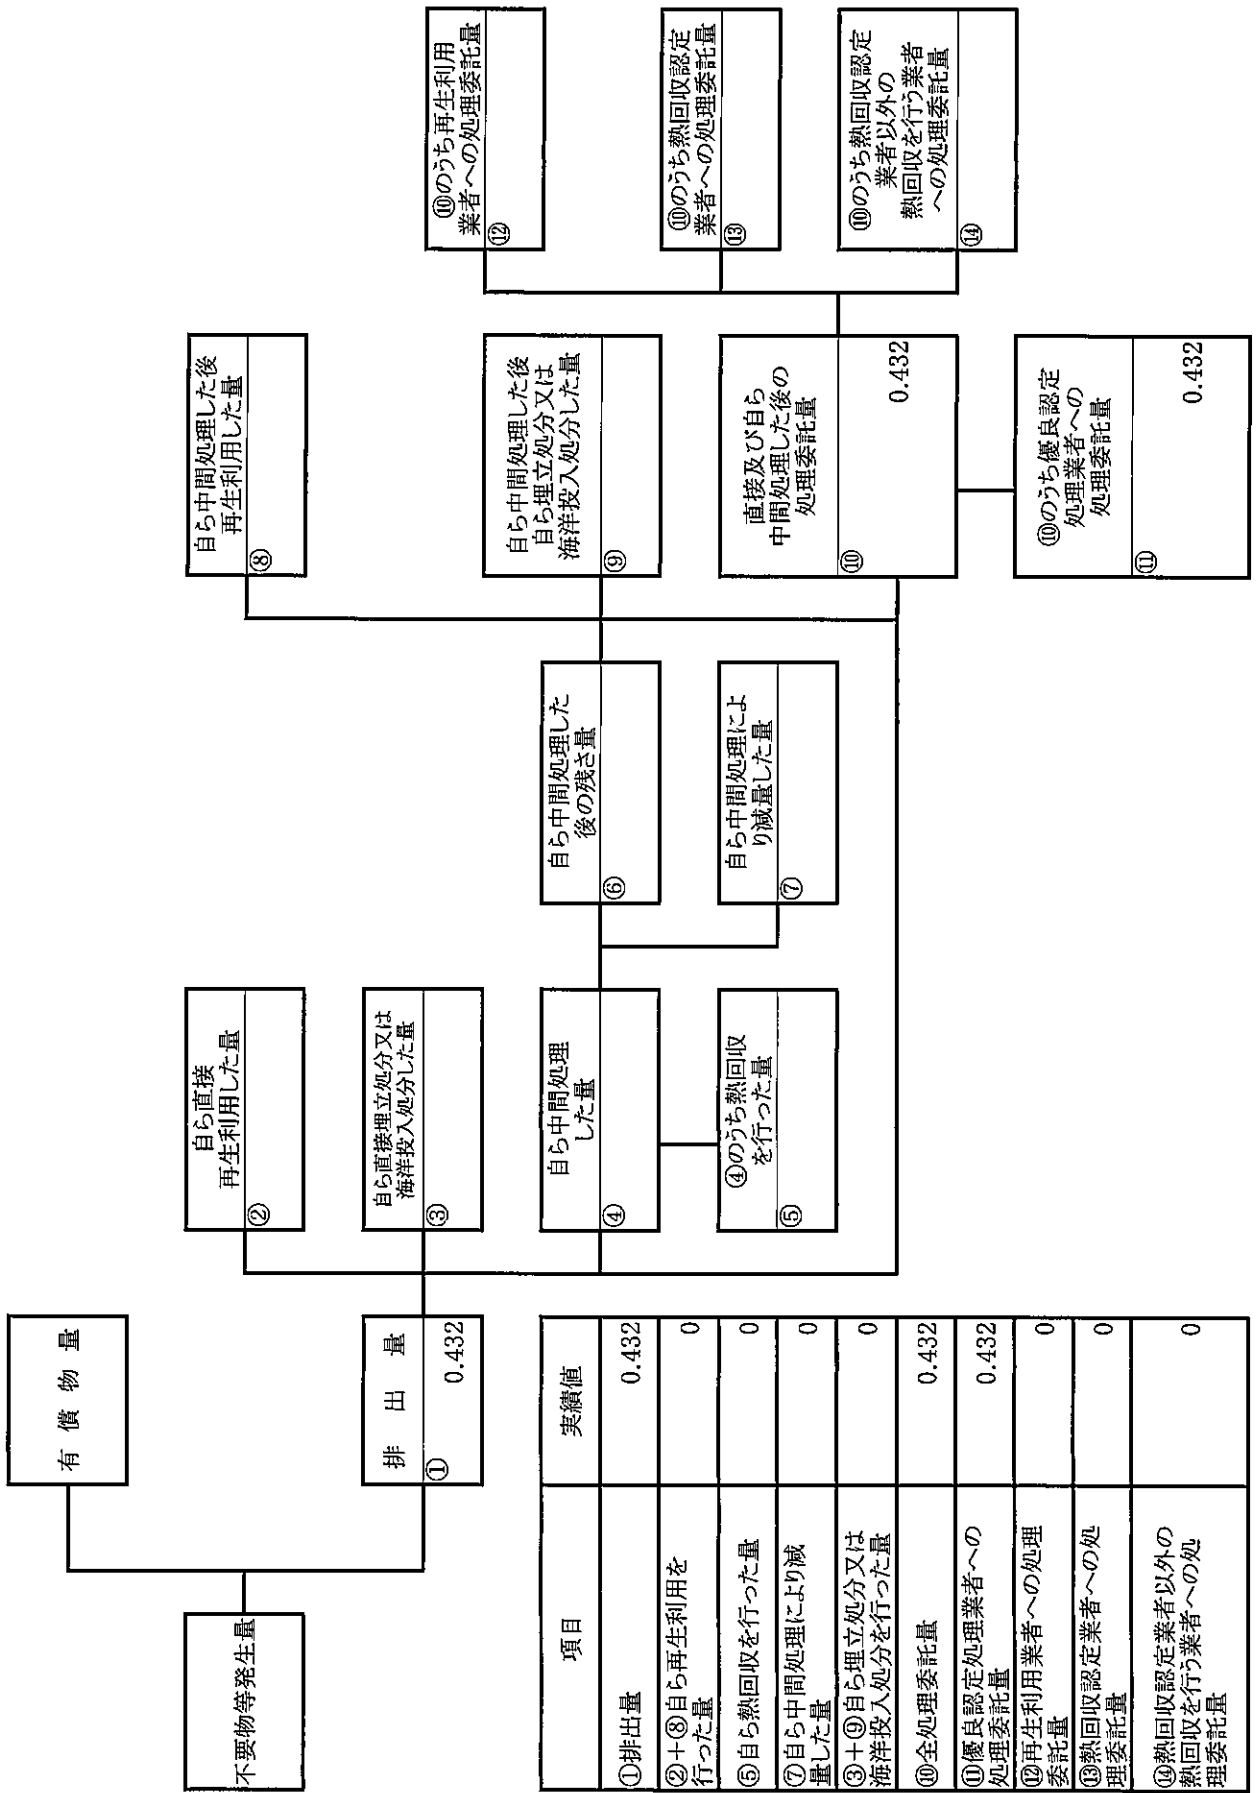 不要物等発生量
有償物量
排出量
①
0.432
自ら直接
再生利用した量
②
自ら直接埋立処分又は
海洋投入処分した量
③
自ら中間処理
した量
④
④のうち熱回収
を行った量
⑤
自ら中間処理した
後の残さ量
⑥
自ら中間処理によ
り減量した量
⑦
自ら中間処理した後
再生利用した量
⑧
自ら中間処理した後
自ら埋立処分又は
海洋投入処分した量
⑨
直接及び自ら
中間処理した後の
処理委託量
⑩
0.432
⑩のうち優良認定
処理業者への
処理委託量
⑪
0.432
⑩のうち再生利用
業者への処理委託量
⑫
⑩のうち熱回収認定
業者への処理委託量
⑬
⑩のうち熱回収認定
業者以外の
熱回収を行う業者
への処理委託量
⑭
項目 実績値
①排出量 0.432
②+⑧自ら再生利用を
行った量 0
⑤自ら熱回収を行った量 0
⑦自ら中間処理により減
量した量 0
③+⑨自ら埋立処分又は
海洋投入処分を行った量 0
⑩全処理委託量 0.432
⑪優良認定処理業者への
処理委託量 0.432
⑫再生利用業者への処理
委託量 0
⑬熱回収認定業者への処
理委託量 0
⑭熱回収認定業者以外の
熱回収を行う業者への処
理委託量 0